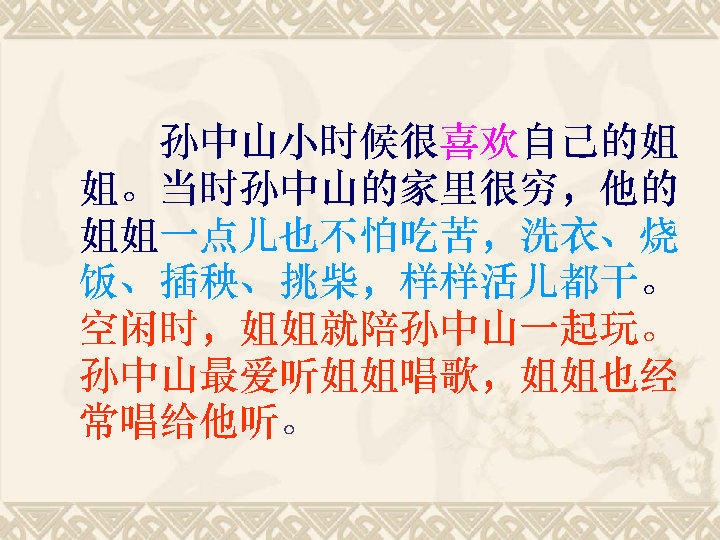 孙中山小时候很喜欢自己的姐
姐。当时孙中山的家里很穷，他的
姐姐一点儿也不怕吃苦，洗衣、烧
饭、插秧、挑柴，样样活儿都干。
空闲时，姐姐就陪孙中山一起玩。
孙中山最爱听姐姐唱歌，姐姐也经
常唱给他听。